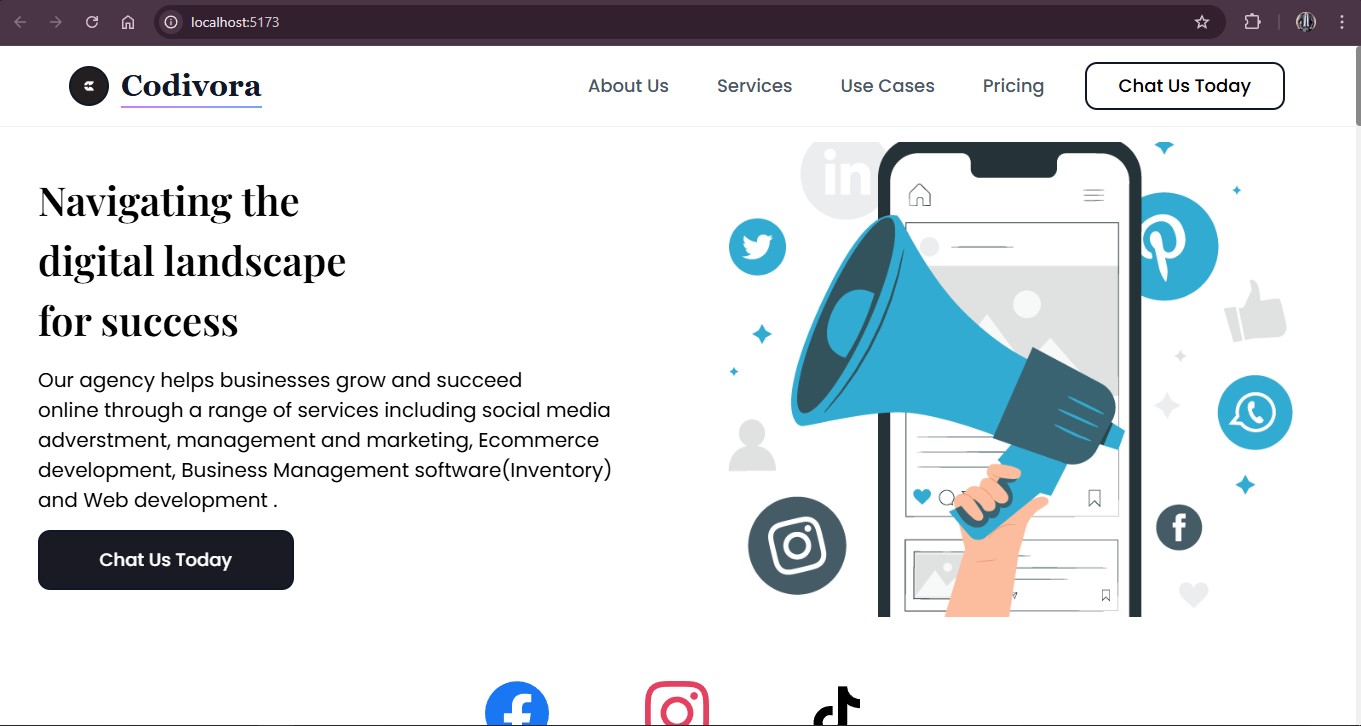 localhost:5173
Codivora
About Us
Services
Use Cases
Pricing
Chat Us Today
in
Navigating the
digital landscape
for success
Our agency helps businesses grow and succeed
online through a range of services including social media
adverstment, management and marketing, Ecommerce
development, Business Management software(Inventory)
and Web development .
Chat Us Today